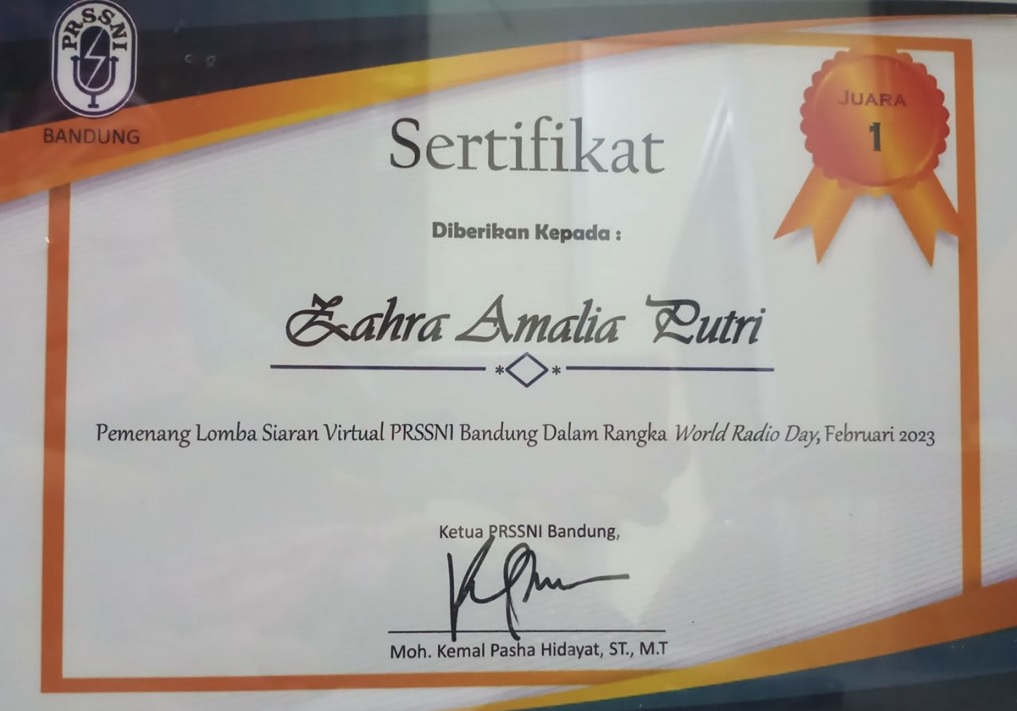 PRSSNI
BANDUNG
JUARA
1
Sertifikat
Diberikan Kepada :
Zahra Amalia Putri
Pemenang Lomba Siaran Virtual PRSSNI Bandung Dalam Rangka World Radio Day, Februari 2023
Ketua PRSSNI Bandung,
Moh. Kemal Pasha Hidayat, ST., M.T